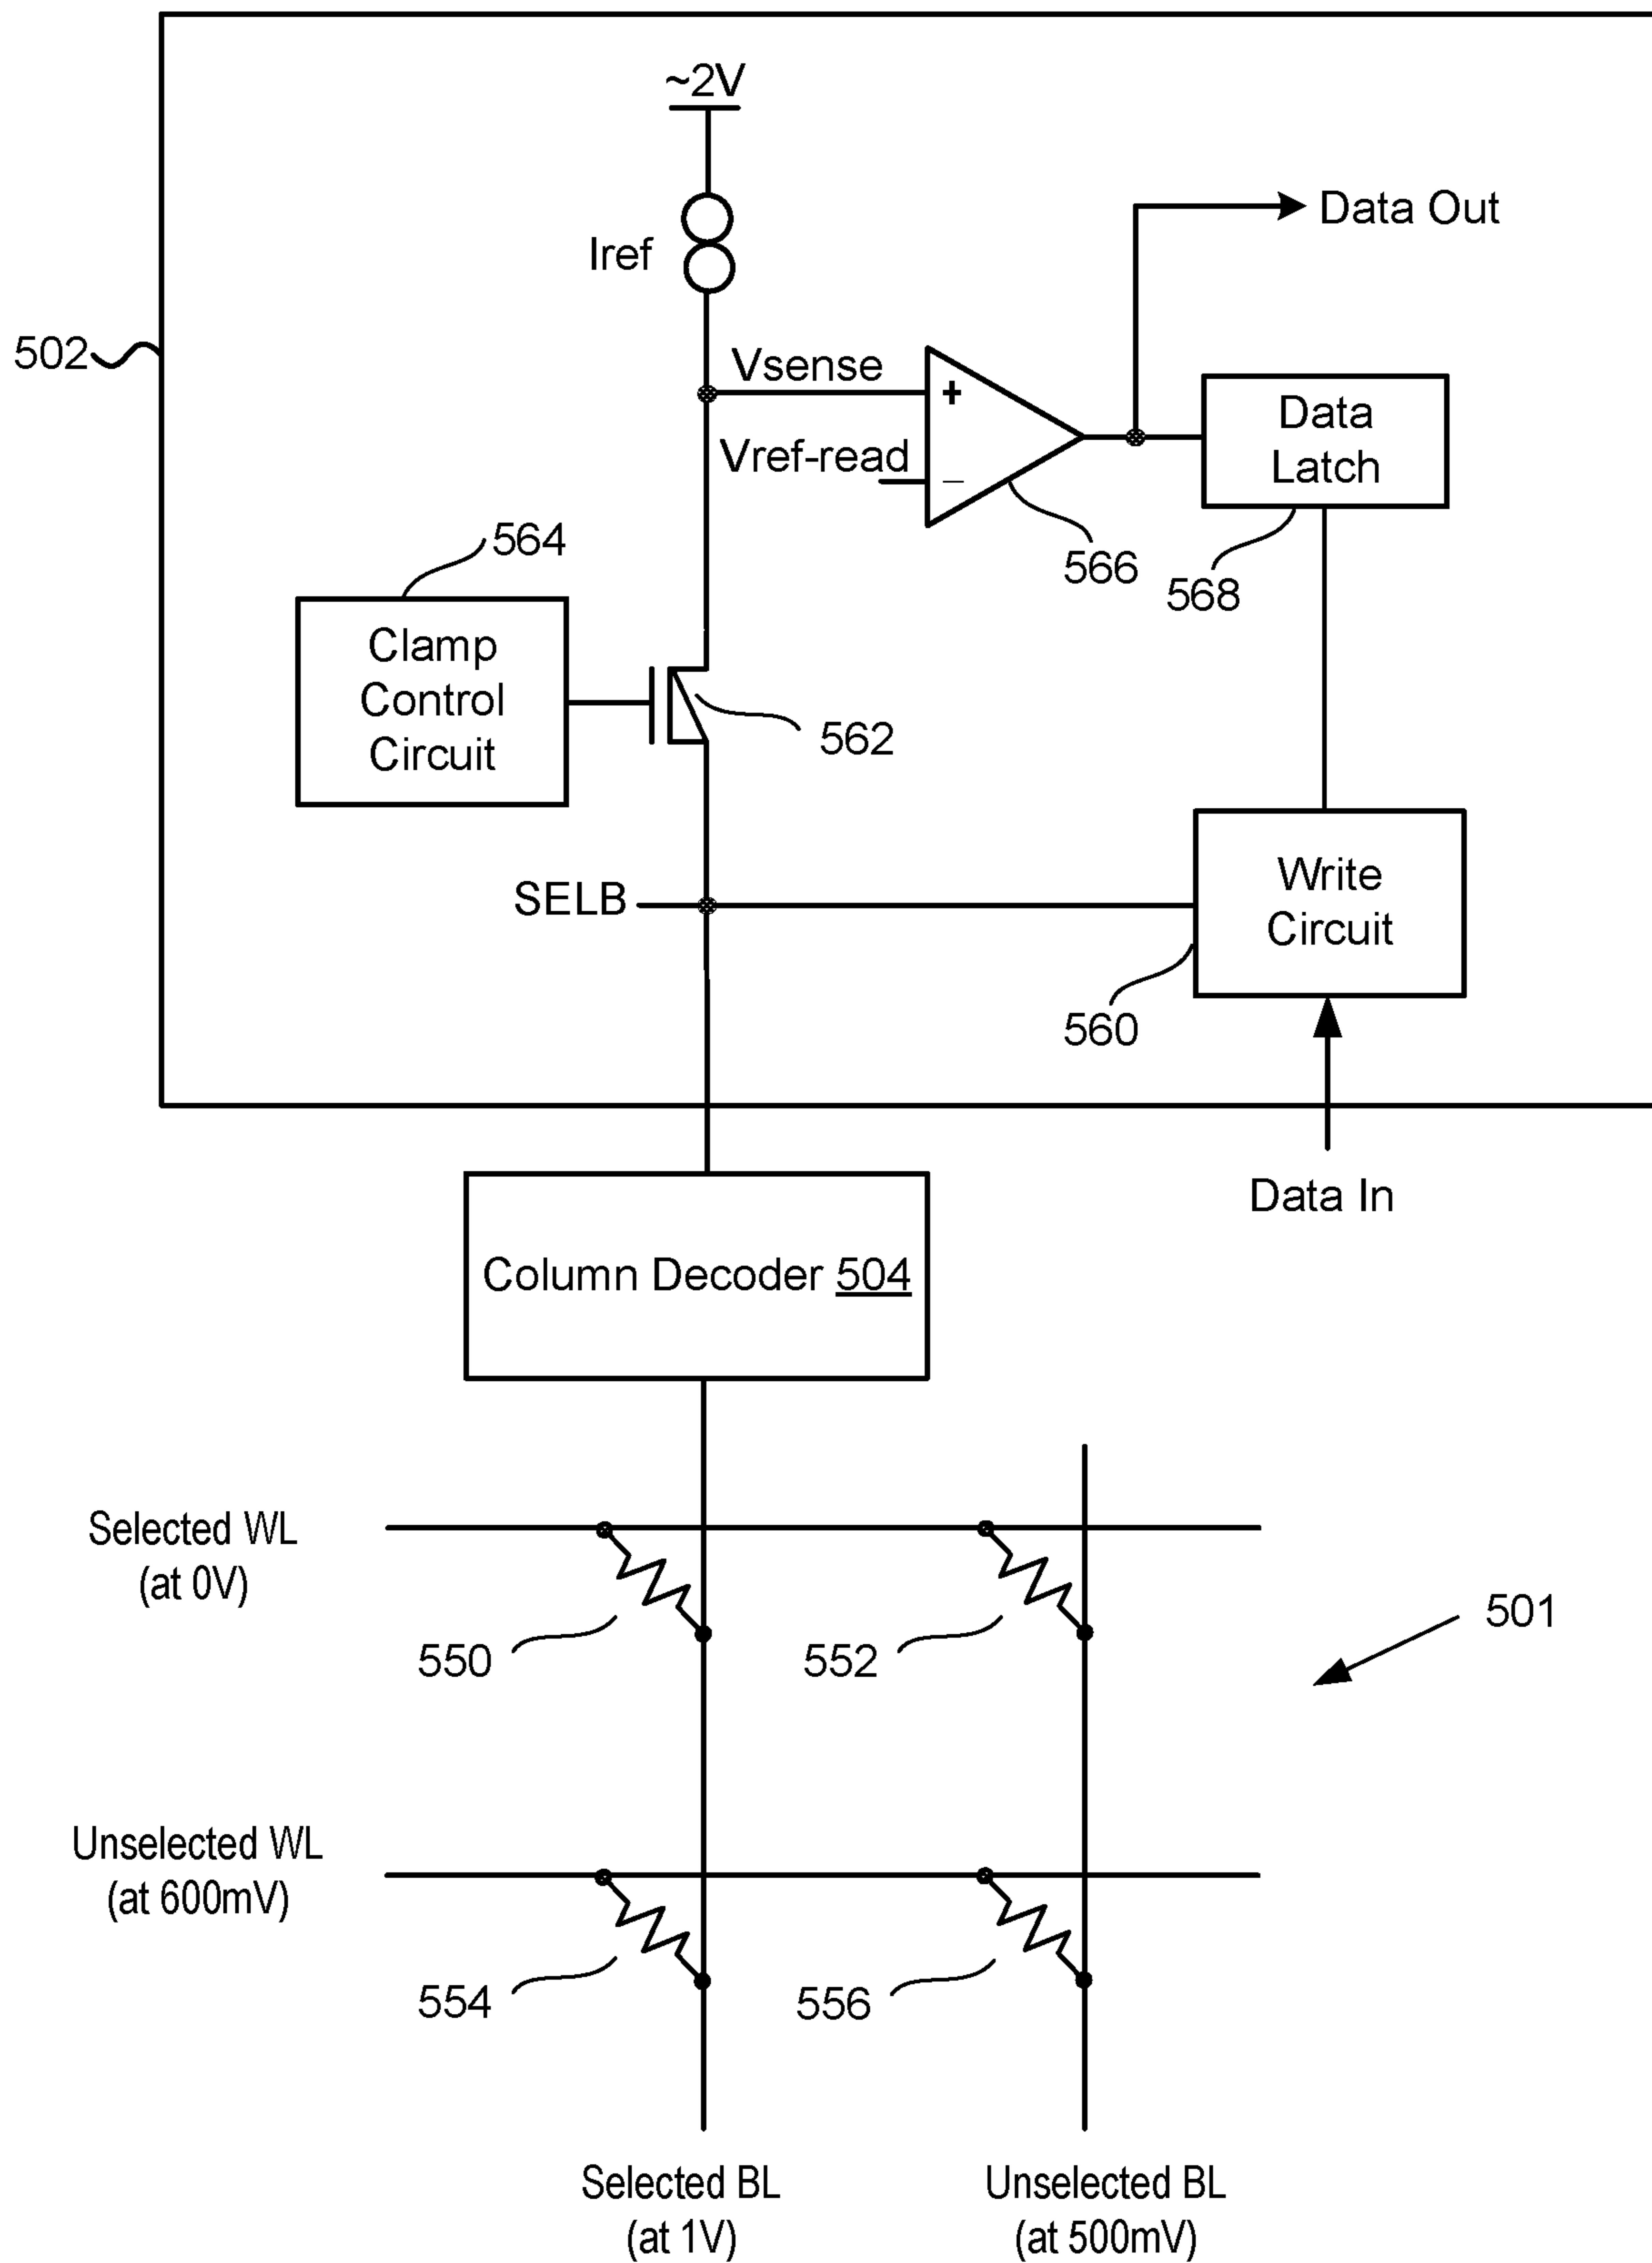 ~2V
Data Out
Iref
502
Vsense
+
Data
Latch
Vref-read
−
564
566
568
Clamp
Control
Circuit
562
SELB
Write
Circuit
560
Data In
Column Decoder 504
Selected WL
(at 0V)
550
552
501
Unselected WL
(at 600mV)
554
556
Selected BL
(at 1V)
Unselected BL
(at 500mV)